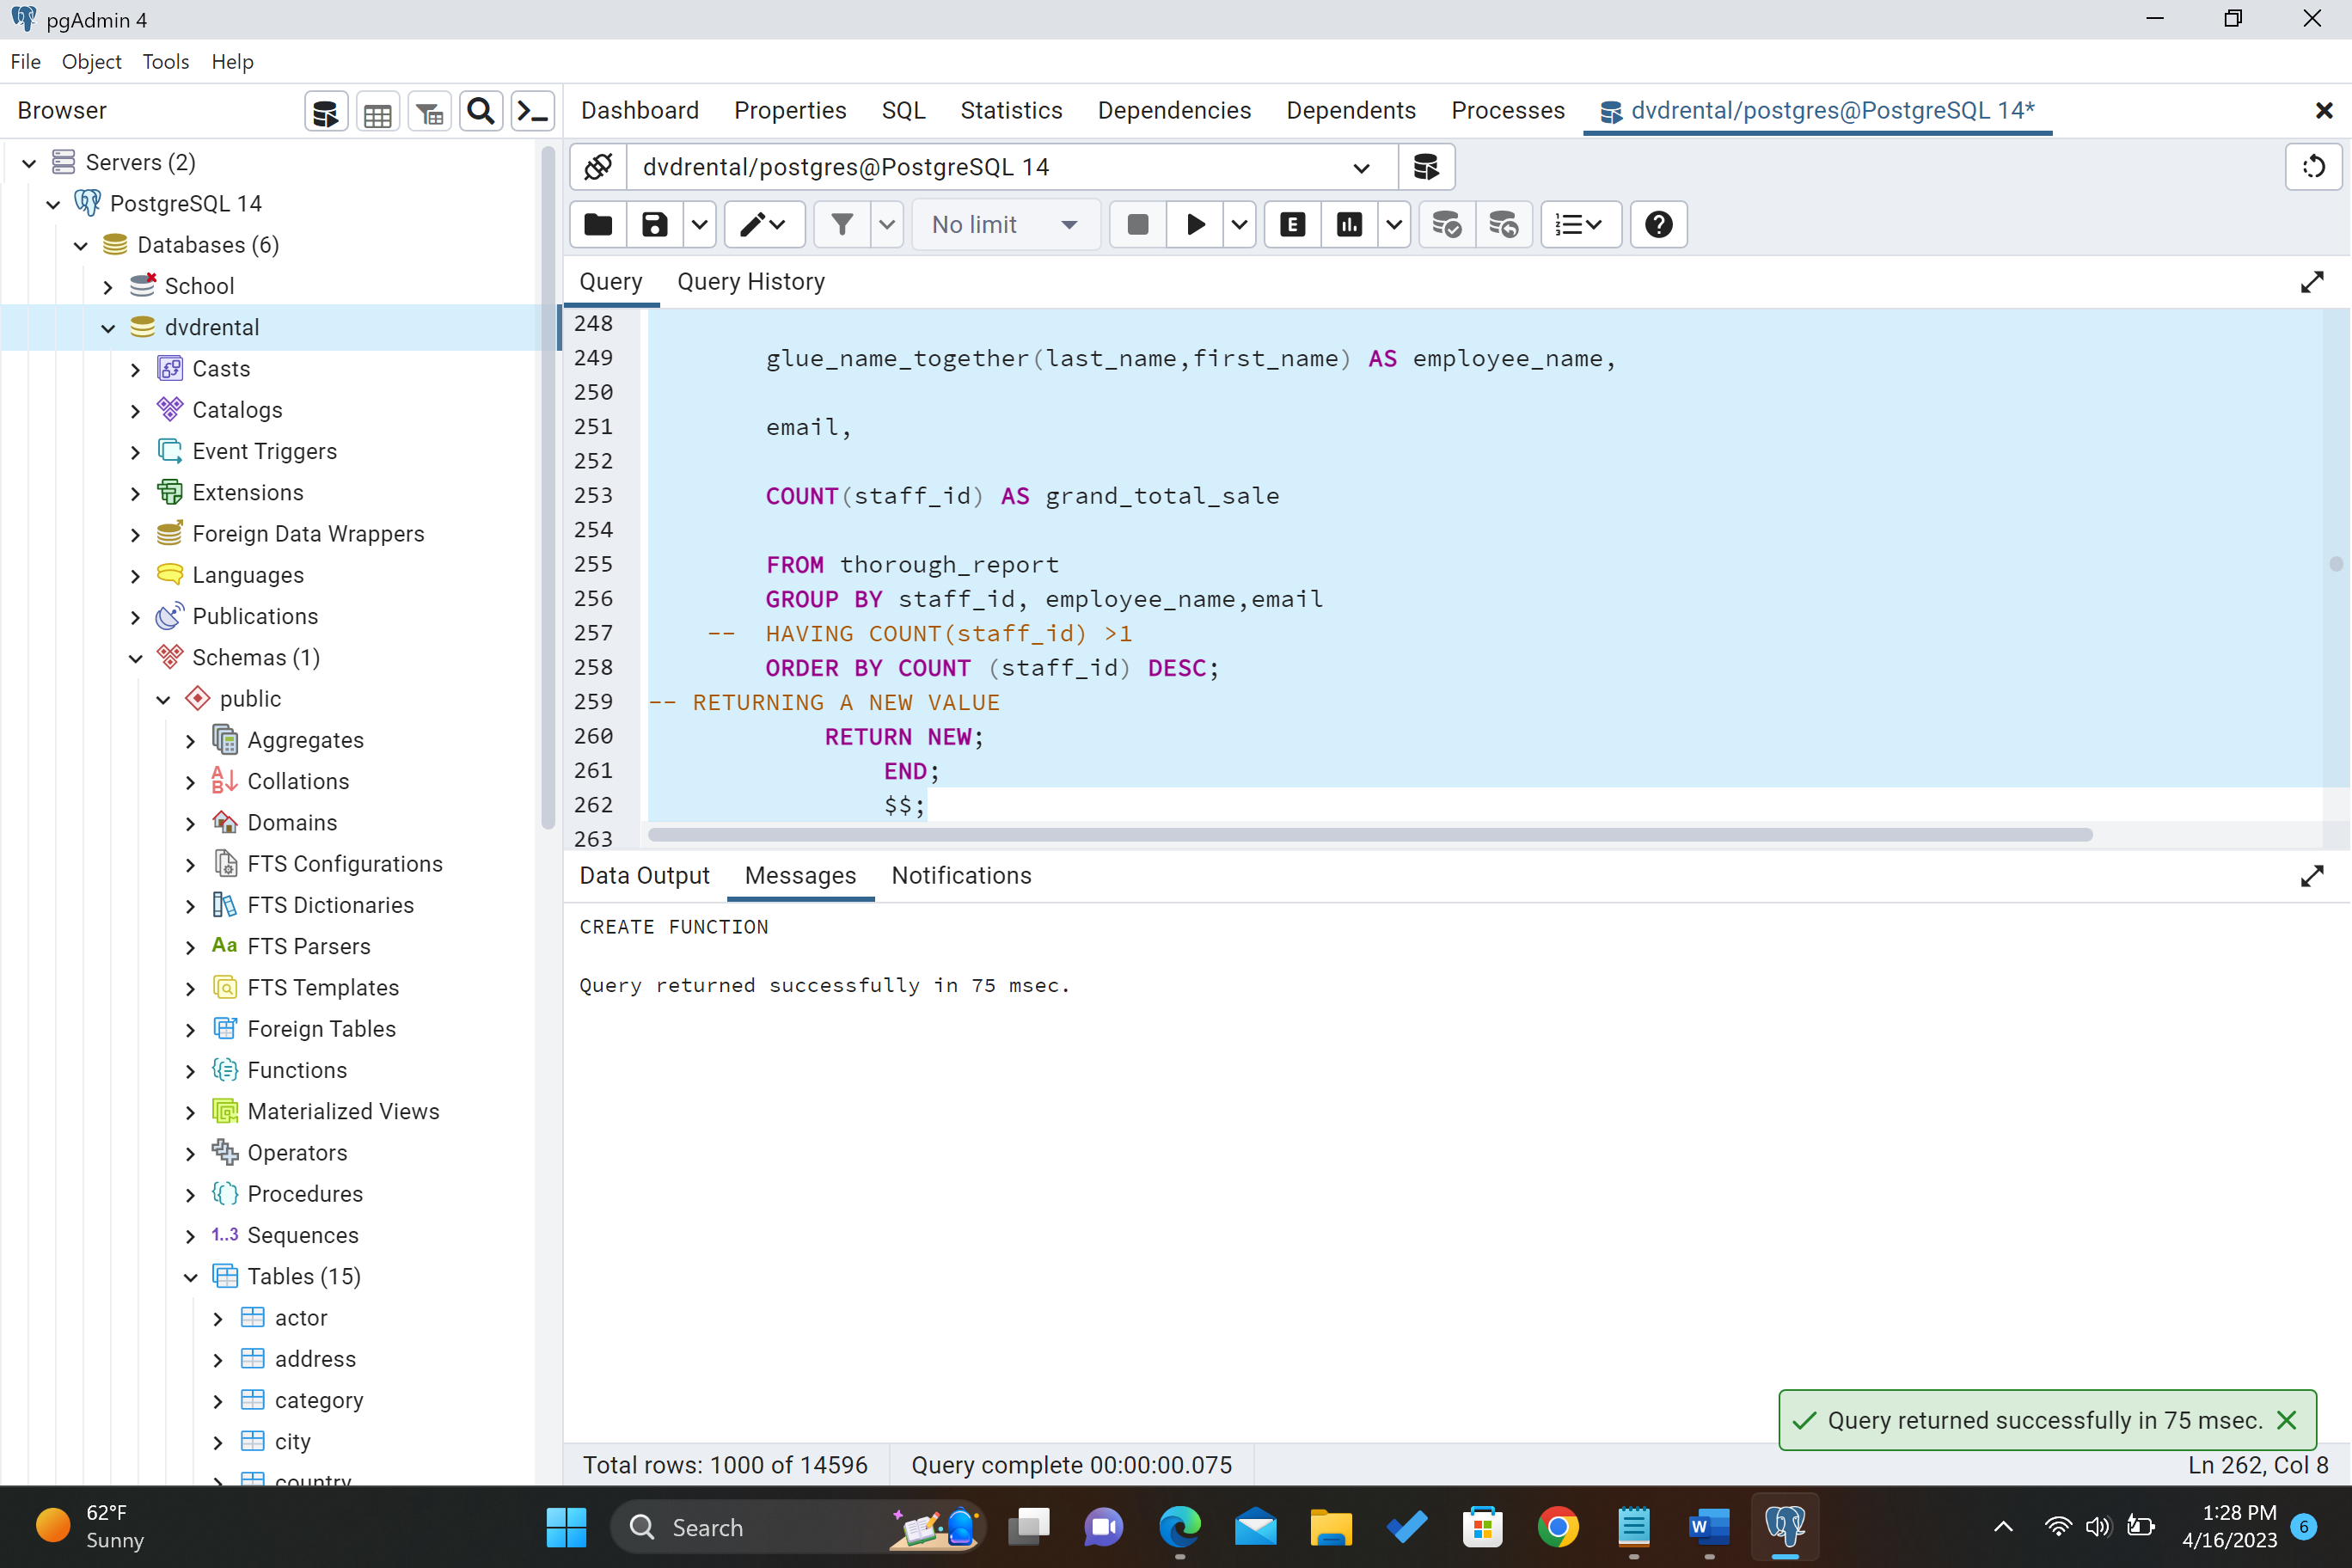 pgAdmin 4
File Object Tools Help
Browser
Dashboard Properties SQL Statistics Dependencies Dependents Processes dvdrental/postgres@PostgreSQL 14*
Servers (2)
PostgreSQL 14
Databases (6)
School
dvdrental
Casts
Catalogs
Event Triggers
Extensions
Foreign Data Wrappers
Languages
Publications
Schemas (1)
public
Aggregates
Collations
Domains
FTS Configurations
FTS Dictionaries
Aa FTS Parsers
FTS Templates
Foreign Tables
Functions
Materialized Views
Operators
Procedures
1..3 Sequences
Tables (15)
actor
address
category
city
country
dvdrental/postgres@PostgreSQL 14
No limit
E
Query Query History
248
249 glue_name_together(last_name,first_name) AS employee_name,
250
251 email,
252
253 COUNT(staff_id) AS grand_total_sale
254
255 FROM thorough_report
256 GROUP BY staff_id, employee_name,email
257 -- HAVING COUNT(staff_id) >1
258 ORDER BY COUNT (staff_id) DESC;
259 -- RETURNING A NEW VALUE
260 RETURN NEW;
261 END;
262 $$;
263
Data Output Messages Notifications
CREATE FUNCTION
Query returned successfully in 75 msec.
Query returned successfully in 75 msec.
Total rows: 1000 of 14596 Query complete 00:00:00.075 Ln 262, Col 8
62°F
Sunny
Search
1:28 PM
4/16/2023
6